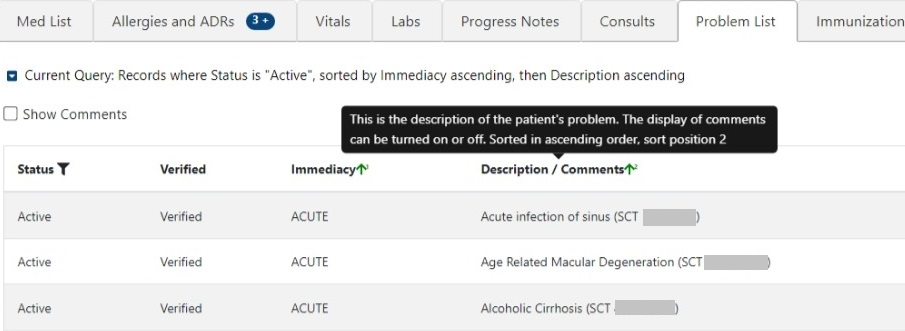 Med List Allergies and ADRs 3 + Vitals Labs Progress Notes Consults Problem List Immunization
Current Query: Records where Status is "Active", sorted by Immediacy ascending, then Description ascending
Show Comments
This is the description of the patient's problem. The display of comments
can be turned on or off. Sorted in ascending order, sort position 2
Status Verified Immediacy 1 Description / Comments 2
Active Verified ACUTE Acute infection of sinus (SCT )
Active Verified ACUTE Age Related Macular Degeneration (SCT )
Active Verified ACUTE Alcoholic Cirrhosis (SCT )